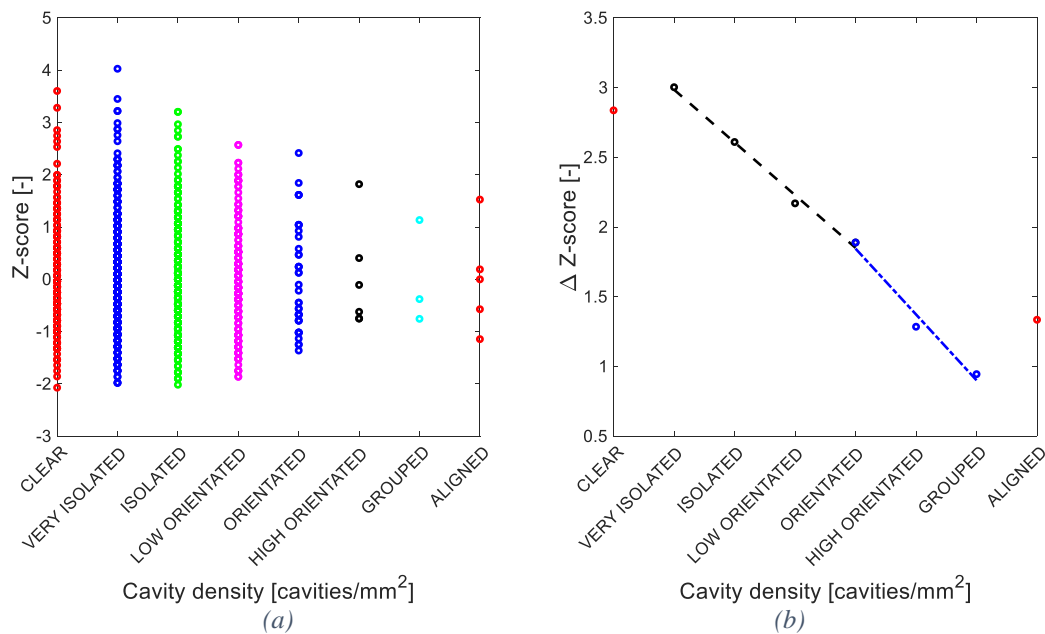 5
4
3
2
1
0
-1
-2
-3
Z-score [-]
CLEAR
VERY ISOLATED
ISOLATED
LOW ORIENTATED
ORIENTATED
HIGH ORIENTATED
GROUPED
ALIGNED
Cavity density [cavities/mm²]
(a)
3.5
3
2.5
2
1.5
1
0.5
Δ Z-score [-]
CLEAR
VERY ISOLATED
ISOLATED
LOW ORIENTATED
ORIENTATED
HIGH ORIENTATED
GROUPED
ALIGNED
Cavity density [cavities/mm²]
(b)